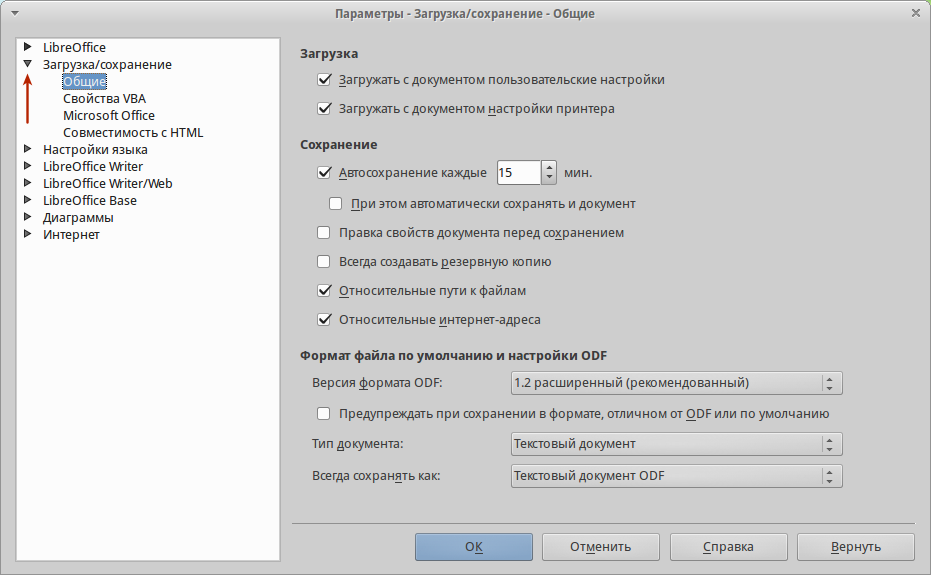 Параметры - Загрузка/сохранение - Общие
LibreOffice
Загрузка/сохранение
Общие
Свойства VBA
Microsoft Office
Совместимость с HTML
Настройки языка
LibreOffice Writer
LibreOffice Writer/Web
LibreOffice Base
Диаграммы
Интернет
Загрузка
Загружать с документом пользовательские настройки
Загружать с документом настройки принтера
Сохранение
Автосохранение каждые 15 мин.
При этом автоматически сохранять и документ
Правка свойств документа перед сохранением
Всегда создавать резервную копию
Относительные пути к файлам
Относительные интернет-адреса
Формат файла по умолчанию и настройки ODF
Версия формата ODF: 1.2 расширенный (рекомендованный)
Предупреждать при сохранении в формате, отличном от ODF или по умолчанию
Тип документа: Текстовый документ
Всегда сохранять как: Текстовый документ ODF
OK Отменить Справка Вернуть